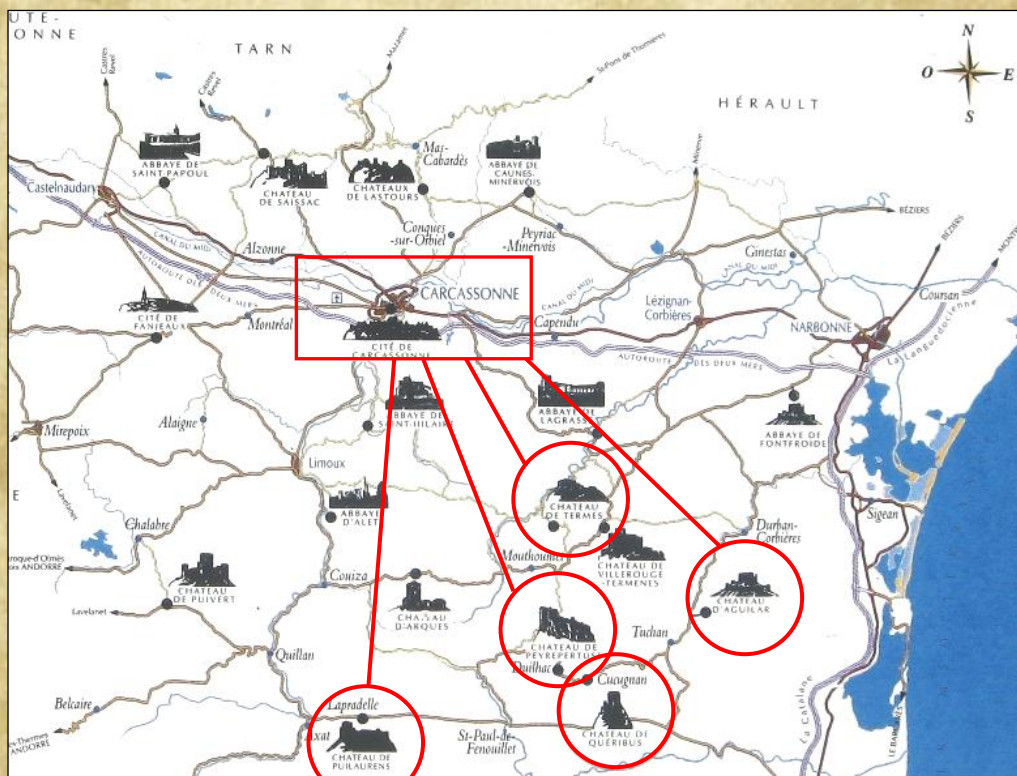 UTE-
ONNE
TARN
Castres
Revel
Castres
Revel
Mazamet
St-Pons de Thomières
HÉRAULT
N
O
E
S
Minerve
ABBAYE DE
SAINT-PAPOUL
CHATEAU
DE SAISSAC
CHATEAUX
DE LASTOURS
Mas-
Cabardès
ABBAYE DE
CAUNES-
MINERVOIS
Castelnaudary
BÉZIERS
BÉZIERS
CANAL DU MIDI
Alzonne
Conques
-sur-Orbiel
Peyriac
-Minervois
Ginestas
CANAL DU MIDI
AUTOROUTE DES DEUX MERS
CARCASSONNE
CANAL DU MIDI
Coursan
CITÉ DE
FANJEAUX
Montréal
CITÉ DE
CARCASSONNE
Capendu
Lézignan-
Corbières
NARBONNE
La Languedocienne
AUTOROUTE DES DEUX MERS
Mirepoix
Alaigne
ABBAYE DE
SAINT-HILAIRE
ABBAYE DE
LAGRASSE
ABBAYE DE
FONTFROIDE
Limoux
Lavelanet
E
ABBAYE
D'ALET
CHATEAU
DE TERMES
Sigean
Chalabre
Durban-
Corbières
roque-d'Olmès
ANDORRE
Mouthoumet
CHATEAU DE
VILLEROUGE
-TERMENES
CHATEAU
DE PUIVERT
Couiza
CHATEAU
D'ARQUES
CHATEAU
D'AGUILAR
Lavelanet
CHATEAU DE
PEYREPERTUSE
Tuchan
Quillan
Duilhac
Cucugnan
Belcaire
Lapradelle
Axat
St-Paul-de-
Fenouillet
CHATEAU DE
QUÉRIBUS
ANDORRE
CHATEAU DE
PUILAURENS
La Catalane